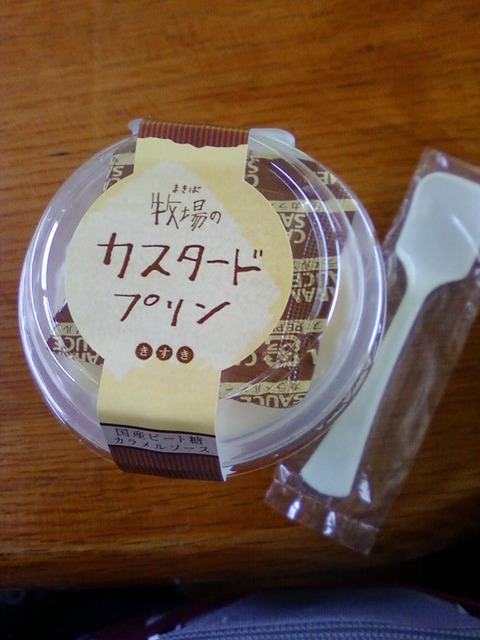 まきば
牧場の
カスタード
プリン
きすき
国産ビート糖
カラメルソース